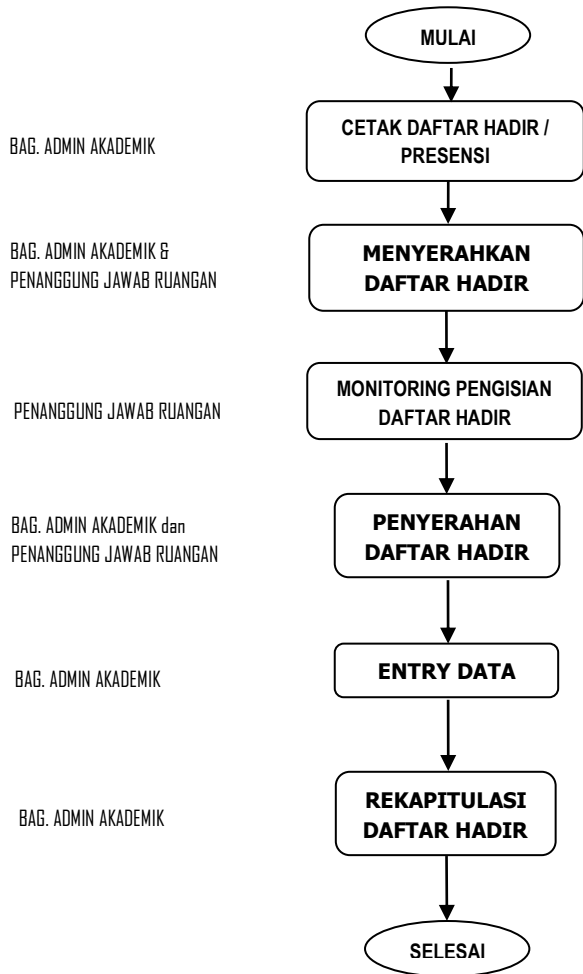 MULAI
BAG. ADMIN AKADEMIK
CETAK DAFTAR HADIR /
PRESENSI
BAG. ADMIN AKADEMIK &
PENANGGUNG JAWAB RUANGAN
MENYERAHKAN
DAFTAR HADIR
PENANGGUNG JAWAB RUANGAN
MONITORING PENGISIAN
DAFTAR HADIR
BAG. ADMIN AKADEMIK dan
PENANGGUNG JAWAB RUANGAN
PENYERAHAN
DAFTAR HADIR
BAG. ADMIN AKADEMIK
ENTRY DATA
BAG. ADMIN AKADEMIK
REKAPITULASI
DAFTAR HADIR
SELESAI